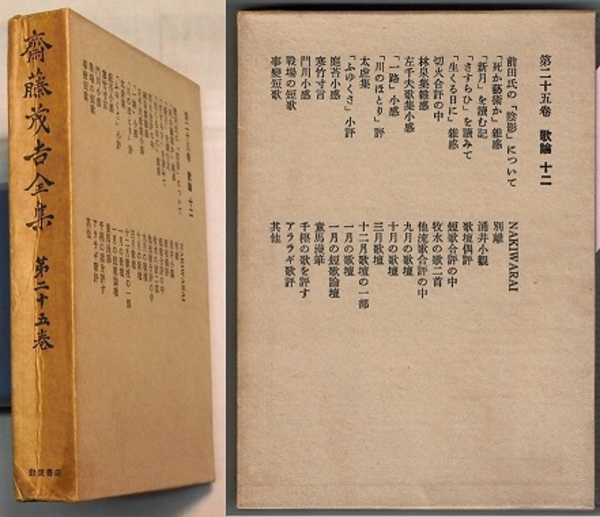 齋藤茂吉全集 第二十五卷
岩波書店
第二十五卷 歌論 十二
前田氏の「陰影」について
「死か藝術か」雜感
「新月」を讀む記
「さすらひ」を讀みて
「生くる日に」雜感
切火合評の中
林泉集雜感
左千夫歌集小感
「一路」小感
「川のほとり」評
太虛集
「ふゆくさ」小評
庭苔小感
寒竹寸言
門川小感
戰場の短歌
事變短歌
NAKIWARAI
別離
涌井小觀
歌壇偶評
短歌合評の中
牧水の歌二首
他流歌合評の中
九月の歌壇
十月の歌壇
三月歌壇
十二月歌壇の一部
一月の歌壇
一月の短歌論壇
童馬漫筆
千樫の歌を評す
アララギ歌評
其他